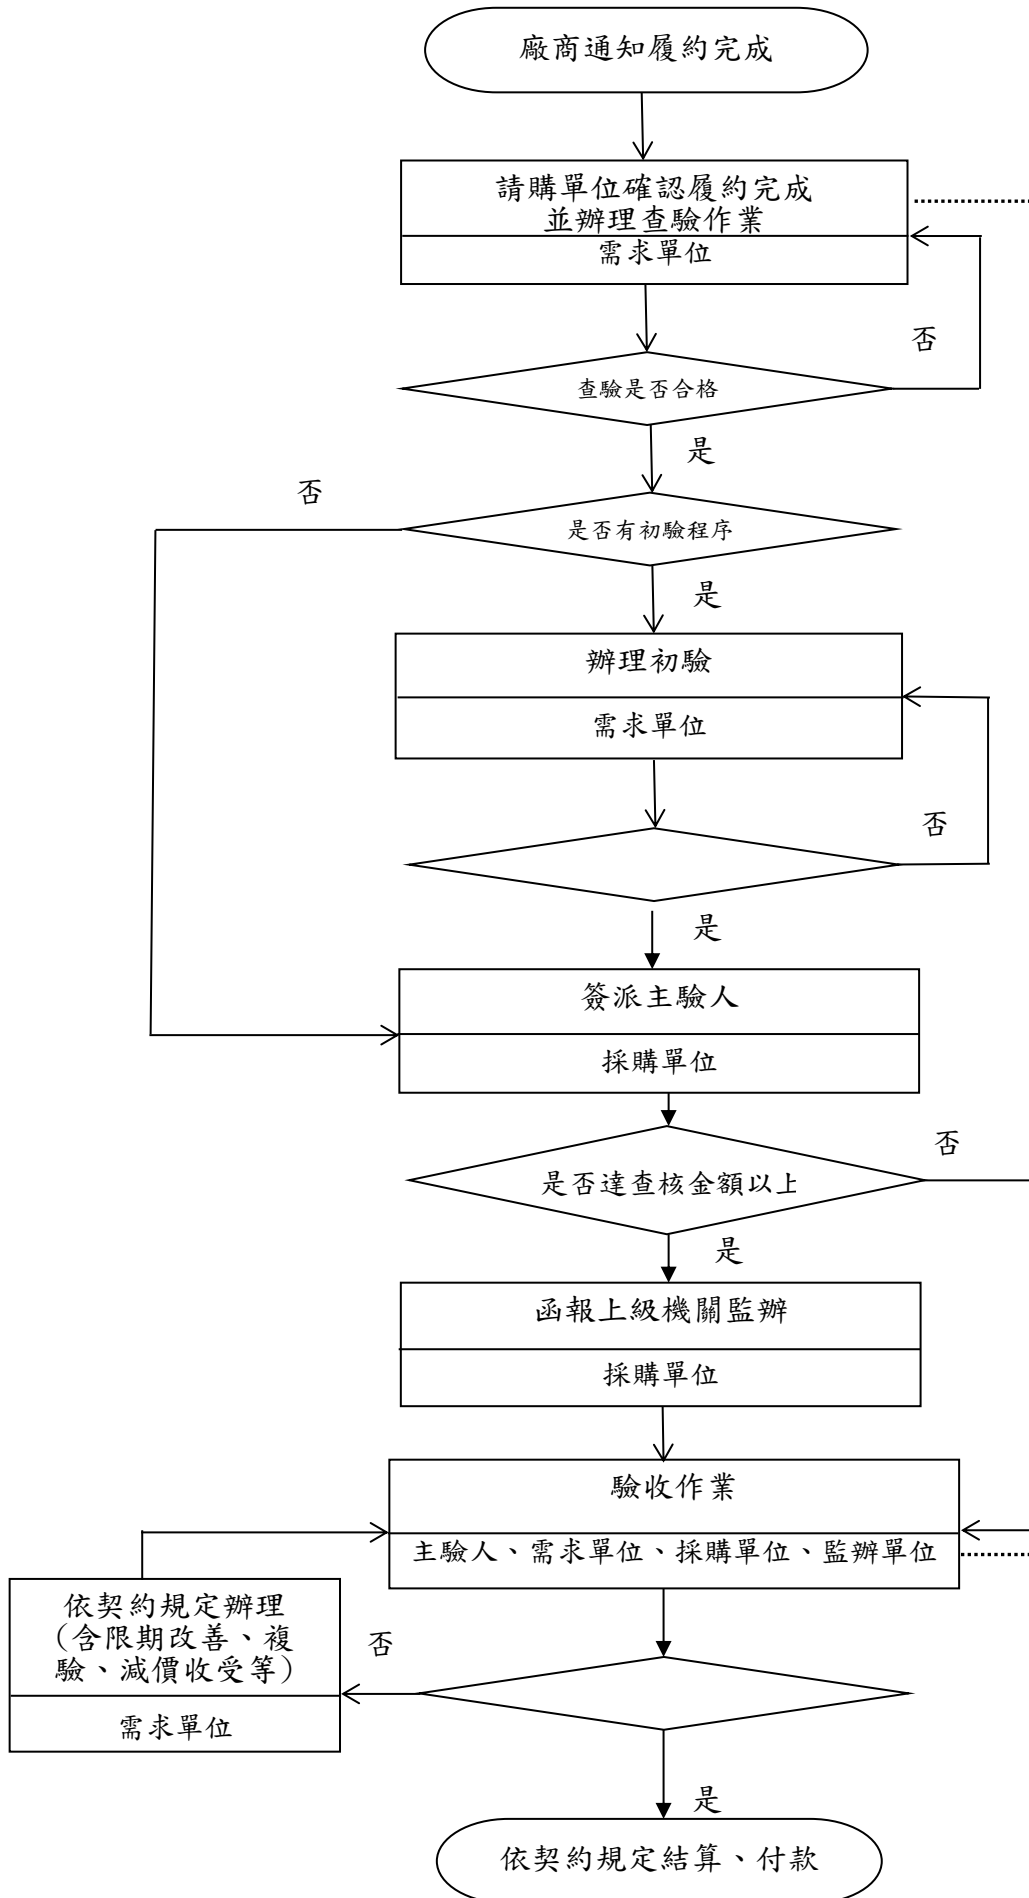 廠商通知履約完成
請購單位確認履約完成
並辦理查驗作業
需求單位
否
查驗是否合格
是
否
是否有初驗程序
是
辦理初驗
需求單位
否
是
簽派主驗人
採購單位
否
是否達查核金額以上
是
函報上級機關監辦
採購單位
驗收作業
主驗人、需求單位、採購單位、監辦單位
依契約規定辦理
(含限期改善、複
驗、減價收受等)
否
需求單位
是
依契約規定結算、付款